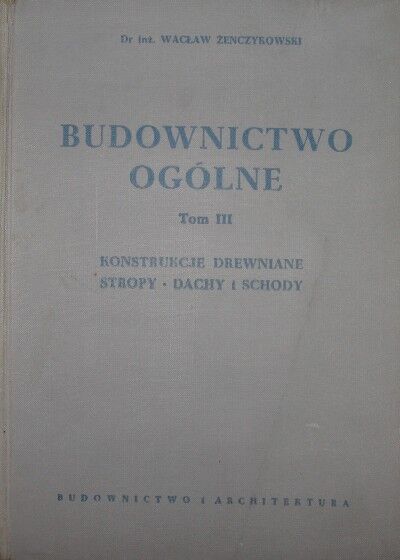 Dr inż. WACŁAW ŻENCZYKOWSKI
BUDOWNICTWO
OGÓLNE
Tom III
KONSTRUKCJE DREWNIANE
STROPY · DACHY i SCHODY
BUDOWNICTWO i ARCHITEKTURA